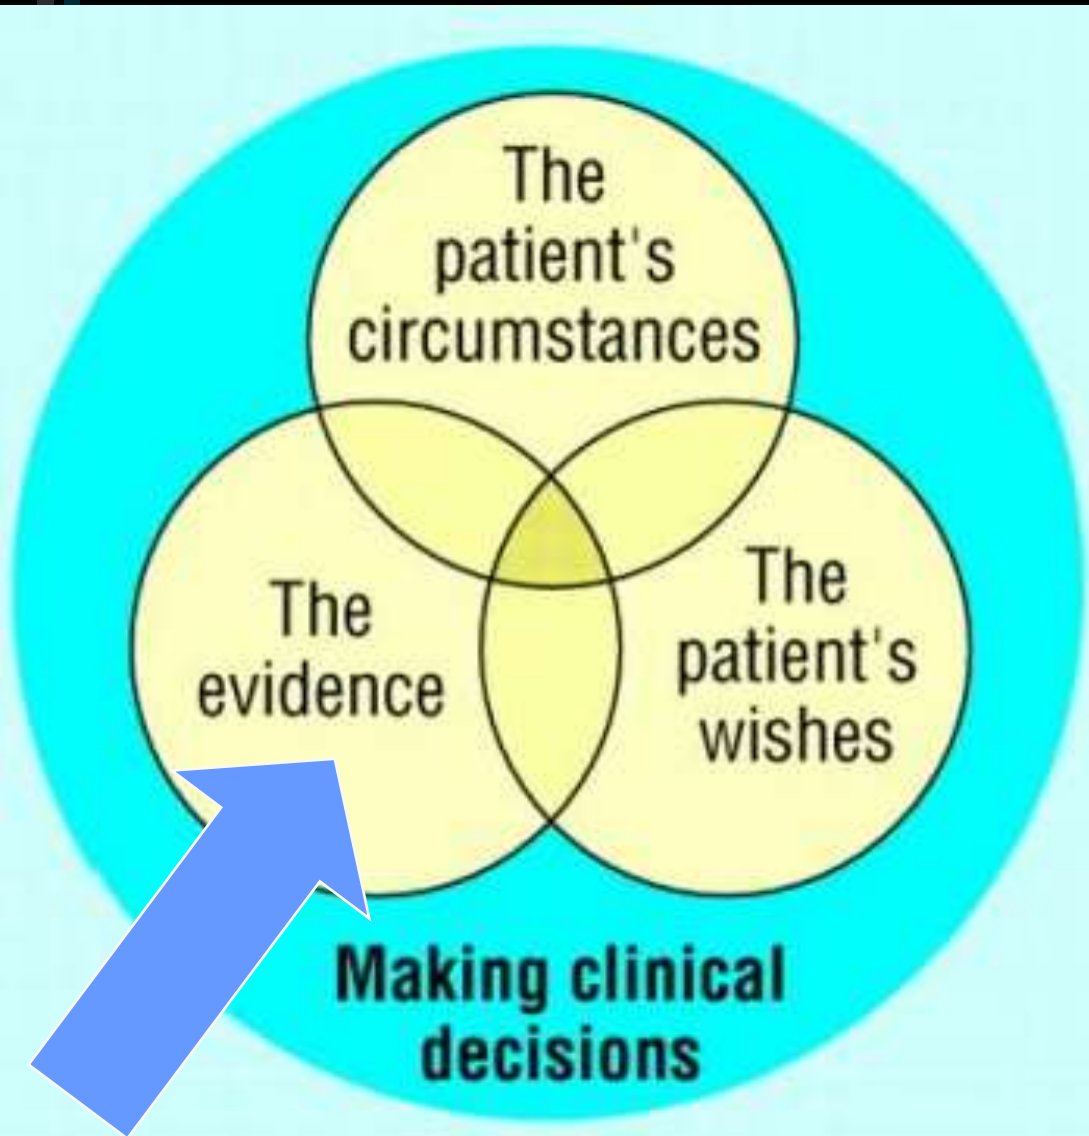 The
patient's
circumstances
The
evidence
The
patient's
wishes
Making clinical
decisions